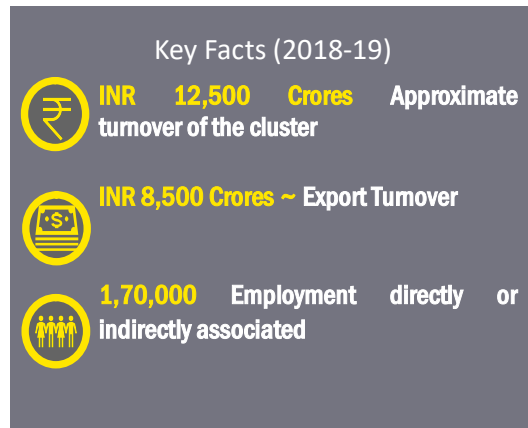 Key Facts (2018-19)
INR 12,500 Crores Approximate
turnover of the cluster
INR 8,500 Crores ~ Export Turnover
1,70,000 Employment directly or
indirectly associated